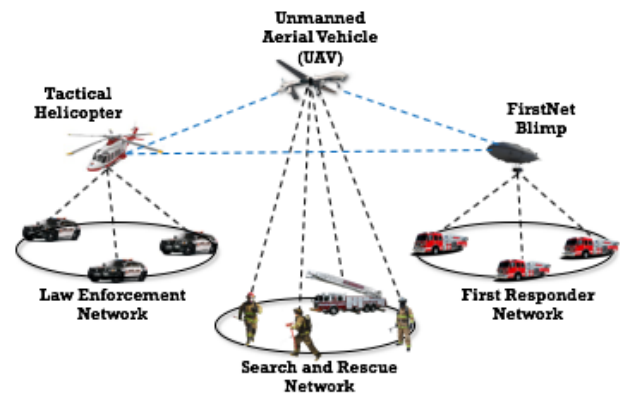 Unmanned
Aerial Vehicle
(UAV)
Tactical
Helicopter
FirstNet
Blimp
Law Enforcement
Network
First Responder
Network
Search and Rescue
Network